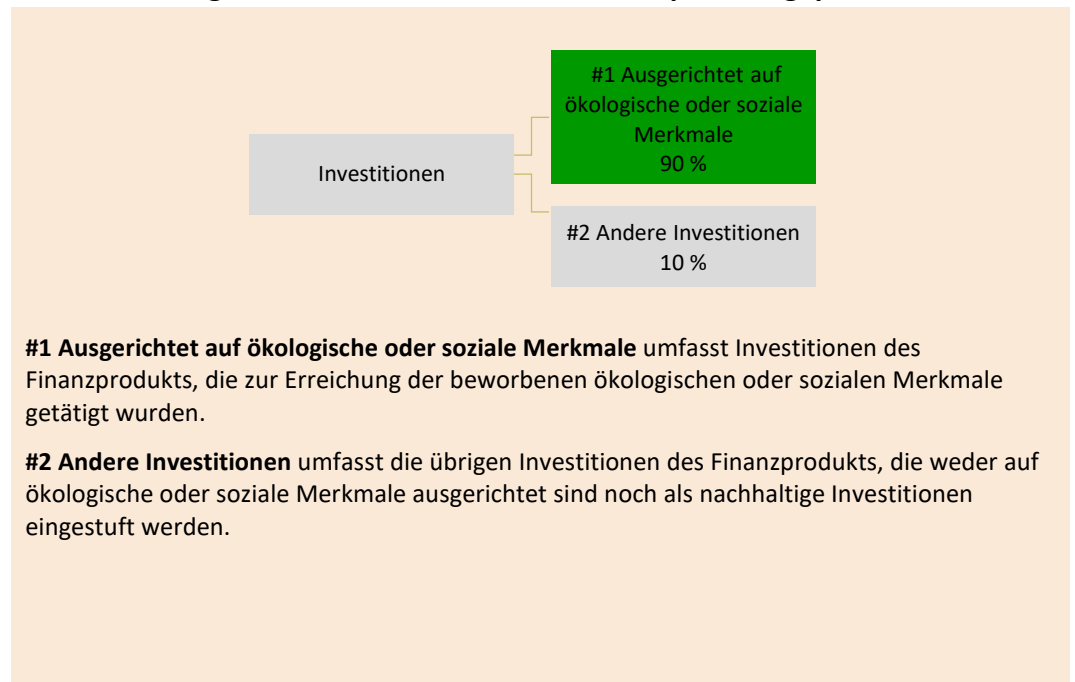 #1 Ausgerichtet auf
ökologische oder soziale
Merkmale
90 %
Investitionen
#2 Andere Investitionen
10 %
#1 Ausgerichtet auf ökologische oder soziale Merkmale umfasst Investitionen des
Finanzprodukts, die zur Erreichung der beworbenen ökologischen oder sozialen Merkmale
getätigt wurden.
#2 Andere Investitionen umfasst die übrigen Investitionen des Finanzprodukts, die weder auf
ökologische oder soziale Merkmale ausgerichtet sind noch als nachhaltige Investitionen
eingestuft werden.